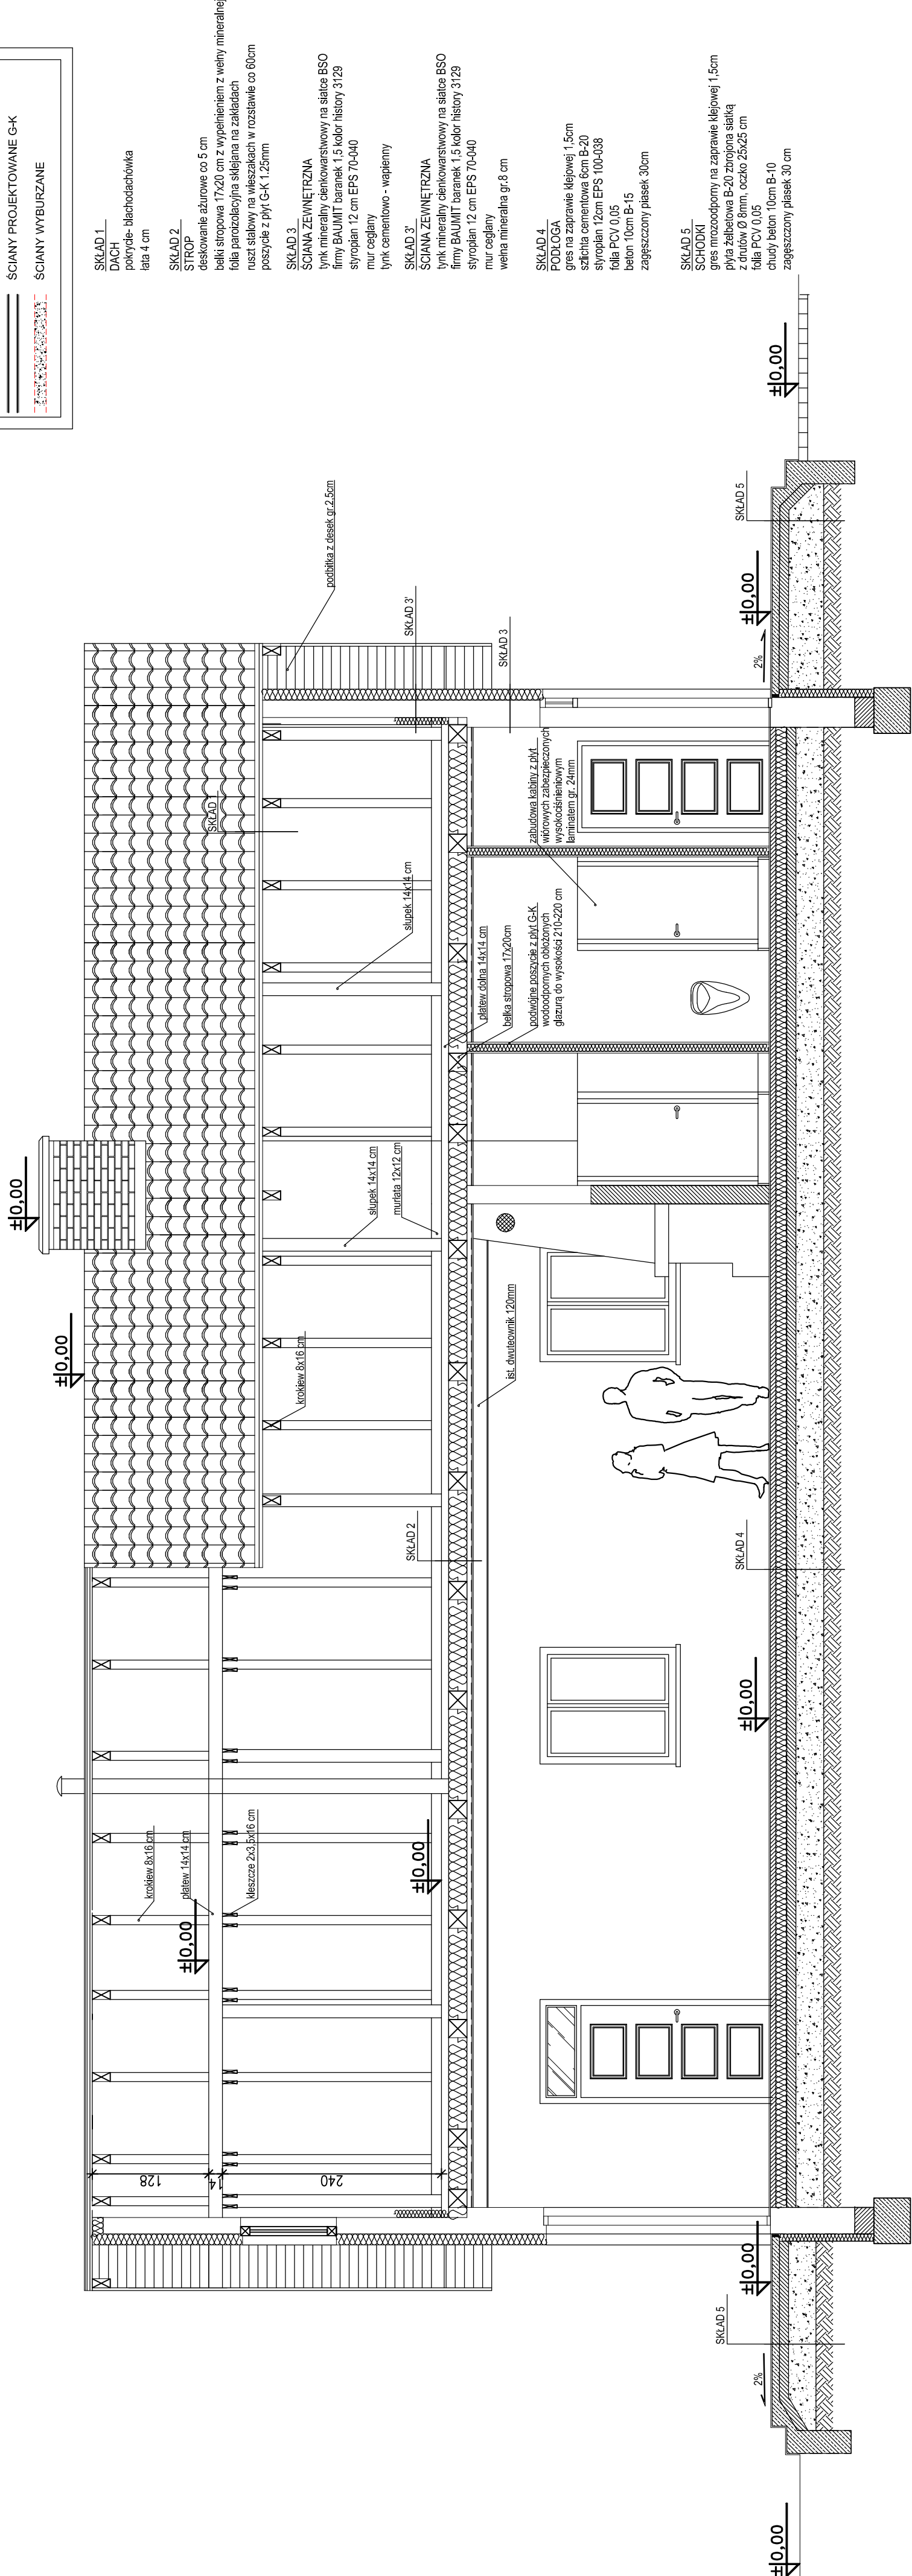 ŚCIANY PROJEKTOWANE G-K
ŚCIANY WYBURZANE
SKŁAD 1
DACH
pokrycie- blachodachówka
łata 4 cm
SKŁAD 2
STROP
deskowanie ażurowe co 5 cm
belki stropowa 17x20 cm z wypełnieniem z wełny mineralnej
folia paroizolacyjna sklejana na zakładach
ruszt stalowy na wieszakach w rozstawie co 60cm
poszycie z płyt G-K 1.25mm
SKŁAD 3
ŚCIANA ZEWNĘTRZNA
tynk mineralny cienkowarstwowy na siatce BSO
firmy BAUMIT baranek 1,5 kolor history 3129
styropian 12 cm EPS 70-040
mur ceglany
tynk cementowo - wapienny
SKŁAD 3'
ŚCIANA ZEWNĘTRZNA
tynk mineralny cienkowarstwowy na siatce BSO
firmy BAUMIT baranek 1,5 kolor history 3129
styropian 12 cm EPS 70-040
mur ceglany
wełna mineralna gr.8 cm
SKŁAD 4
PODŁOGA
gres na zaprawie klejowej 1,5cm
szlichta cementowa 6cm B-20
styropian 12cm EPS 100-038
folia PCV 0,05
beton 10cm B-15
zagęszczony piasek 30cm
SKŁAD 5
SCHODKI
gres mrozoodporny na zaprawie klejowej 1,5cm
płyta żelbetowa B-20 zbrojona siatką
z drutów Ø 8mm, oczko 25x25 cm
folia PCV 0,05
chudy beton 10cm B-10
zagęszczony piasek 30 cm
±0,00
±0,00
podbitka z desek gr.2,5cm
SKŁAD 3'
SKŁAD 3
SKŁAD 5
±0,00
±0,00
2%
SKŁAD
słupek 14x14 cm
płatew dolna 14x14 cm
belka stropowa 17x20cm
podwójne poszycie z płyt G-K
wodoodpornych obłożonych
glazurą do wysokości 210-220 cm
zabudowa kabiny z płyt
wiórowych zabezpieczonych
wysokociśnieniowym
laminatem gr. 24mm
słupek 14x14 cm
murłata 12x12 cm
krokiew 8x16 cm
ist. dwuteownik 120mm
SKŁAD 2
SKŁAD 4
±0,00
krokiew 8x16 cm
płatew 14x14 cm
kleszcze 2x3,5x16 cm
±0,00
±0,00
128
14
240
±0,00
SKŁAD 5
2%
±0,00